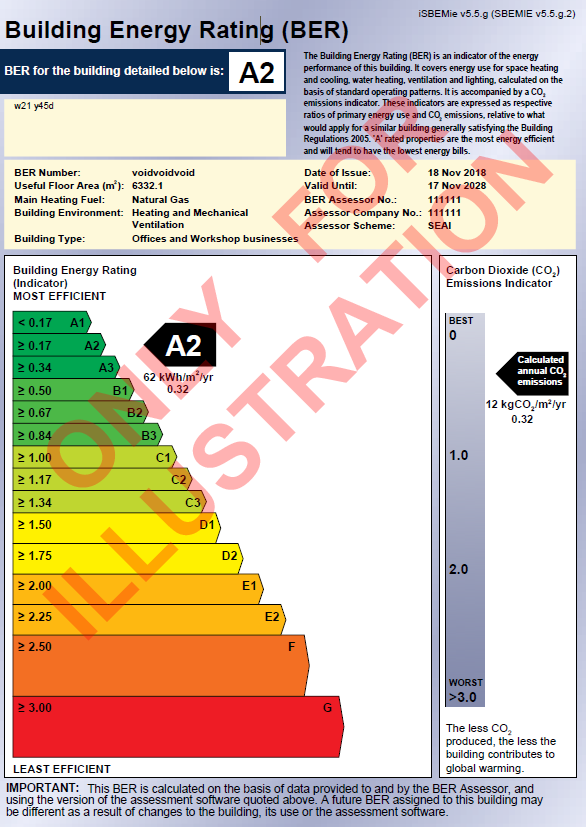 iSBEMie v5.5.g (SBEMIE v5.5.g.2)
Building Energy Rating (BER)
BER for the building detailed below is: A2
w21 y45d
The Building Energy Rating (BER) is an indicator of the energy
performance of this building. It covers energy use for space heating
and cooling, water heating, ventilation and lighting, calculated on the
basis of standard operating patterns. It is accompanied by a CO2
emissions indicator. These indicators are expressed as respective
ratios of primary energy use and CO2 emissions, relative to what
would apply for a similar building generally satisfying the Building
Regulations 2005. 'A' rated properties are the most energy efficient
and will tend to have the lowest energy bills.
BER Number: voidvoidvoid
Useful Floor Area (m²): 6332.1
Main Heating Fuel: Natural Gas
Building Environment: Heating and Mechanical
Ventilation
Building Type: Offices and Workshop businesses
Date of Issue: 18 Nov 2018
Valid Until: 17 Nov 2028
BER Assessor No.: 111111
Assessor Company No.: 111111
Assessor Scheme: SEAI
Building Energy Rating
(Indicator)
MOST EFFICIENT
< 0.17 A1
≥ 0.17 A2
≥ 0.34 A3
≥ 0.50 B1
≥ 0.67 B2
≥ 0.84 B3
≥ 1.00 C1
≥ 1.17 C2
≥ 1.34 C3
≥ 1.50 D1
≥ 1.75 D2
≥ 2.00 E1
≥ 2.25 E2
≥ 2.50 F
≥ 3.00 G
LEAST EFFICIENT
A2
62 kWh/m²/yr
0.32
Carbon Dioxide (CO2)
Emissions Indicator
BEST
0
1.0
2.0
WORST
>3.0
Calculated
annual CO2
emissions
12 kgCO2/m²/yr
0.32
The less CO2
produced, the less the
building contributes to
global warming.
ONLY FOR
ILLUSTRATION
IMPORTANT: This BER is calculated on the basis of data provided to and by the BER Assessor, and
using the version of the assessment software quoted above. A future BER assigned to this building may
be different as a result of changes to the building, its use or the assessment software.